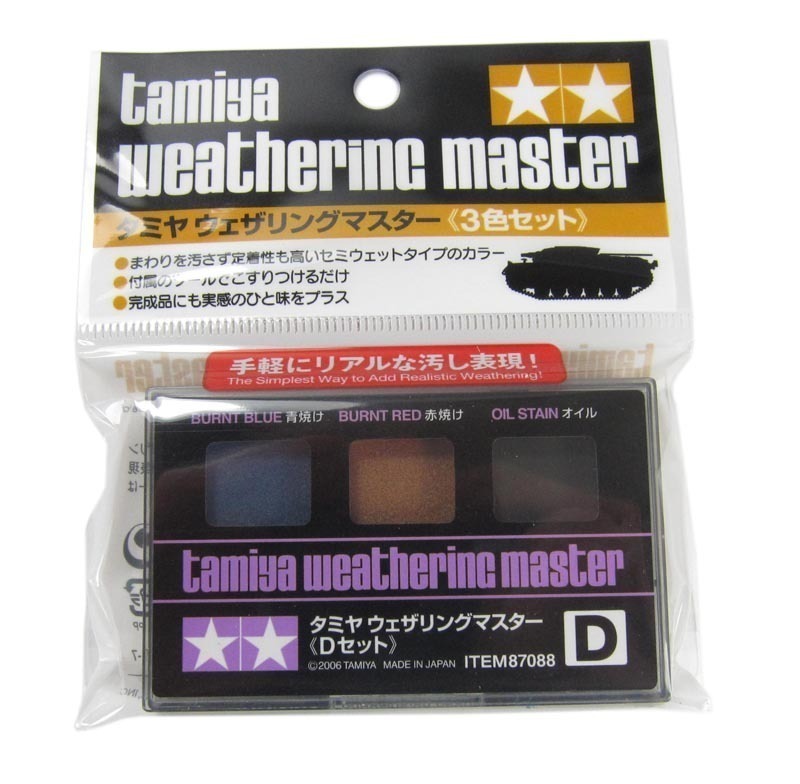 tamiya
weathering master
タミヤ ウェザリングマスター《3色セット》
●まわりを汚さず定着性も高いセミウェットタイプのカラー
●付属のツールでこすりつけるだけ
●完成品にも実感のひと味をプラス
手軽にリアルな汚し表現！
The Simplest Way to Add Realistic Weathering!
BURNT BLUE 青焼け BURNT RED 赤焼け OIL STAIN オイル
tamiya weathering master
タミヤ ウェザリングマスター
《Dセット》
D
©2006 TAMIYA MADE IN JAPAN ITEM87088